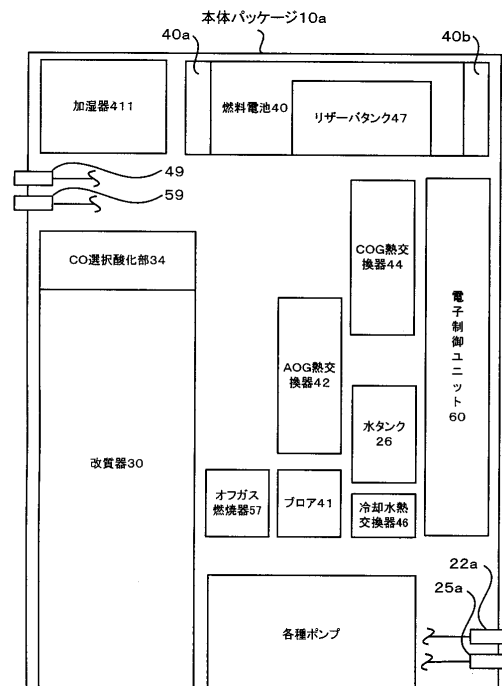 本体パッケージ10a
40a
40b
加湿器411
燃料電池40
リザーバタンク47
49
59
CO選択酸化部34
COG熱交
換器44
電子制御ユニット60
AOG熱交
換器42
水タンク
26
改質器30
オフガス
燃焼器57
ブロア41
冷却水熱
交換器46
22a
25a
各種ポンプ